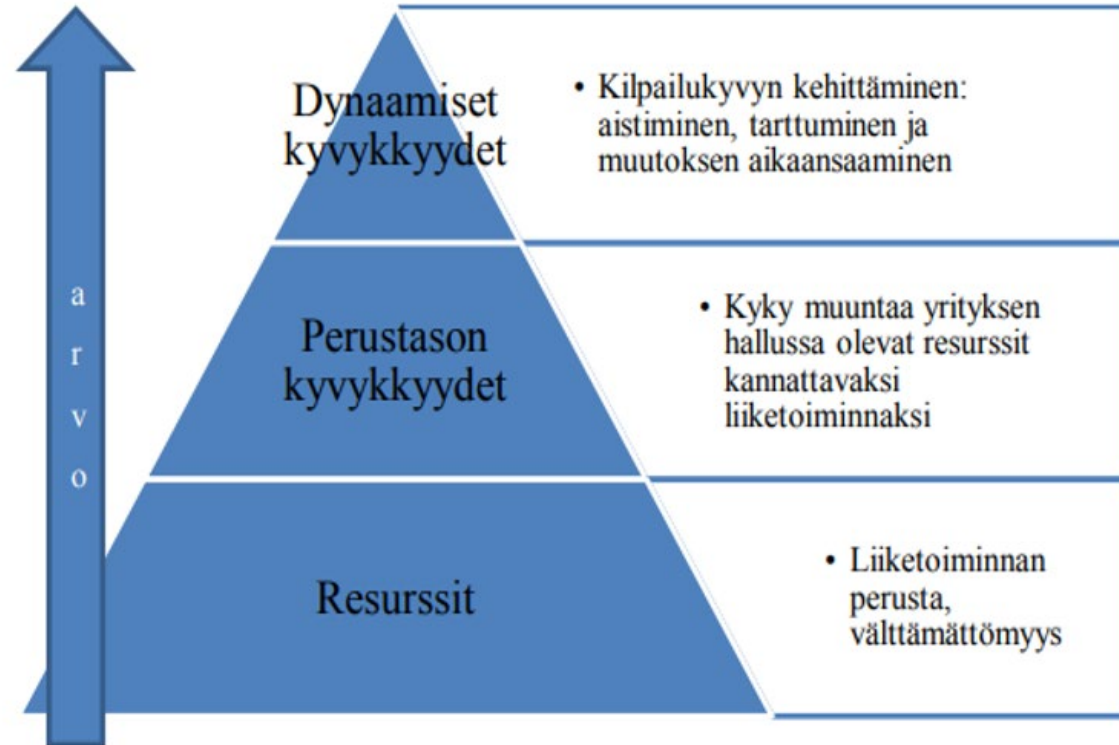 Dynaamiset
kyvykkyydet
• Kilpailukyvyn kehittäminen:
aistiminen, tarttuminen ja
muutoksen aikaansaaminen
a
r
v
o
Perustason
kyvykkyydet
• Kyky muuntaa yrityksen
hallussa olevat resurssit
kannattavaksi
liiketoiminnaksi
Resurssit
• Liiketoiminnan
perusta,
välttämättömyys